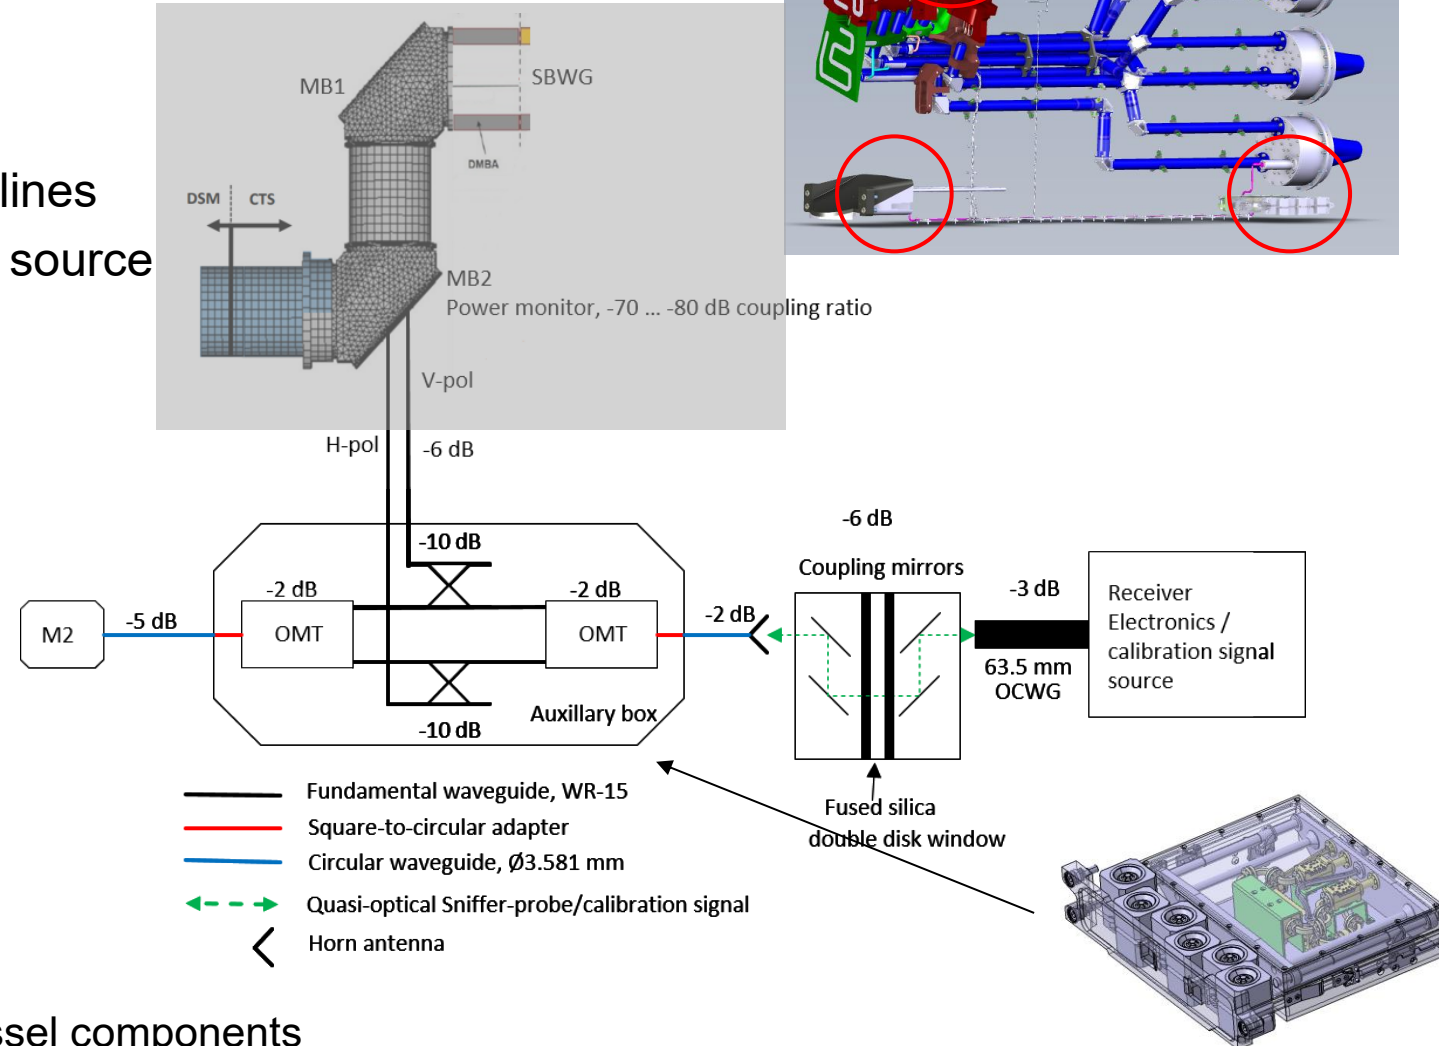 MB1
SBWG
DMBA
lines
DSM
CTS
source
MB2
Power monitor, -70 ... -80 dB coupling ratio
V-pol
H-pol
-6 dB
-6 dB
-10 dB
Coupling mirrors
-2 dB
-2 dB
-3 dB
-5 dB
-2 dB
M2
OMT
OMT
Receiver
Electronics /
calibration signal
source
63.5 mm
OCWG
Auxillary box
-10 dB
Fundamental waveguide, WR-15
Fused silica
double disk window
Square-to-circular adapter
Circular waveguide, Ø3.581 mm
Quasi-optical Sniffer-probe/calibration signal
Horn antenna
ssel components